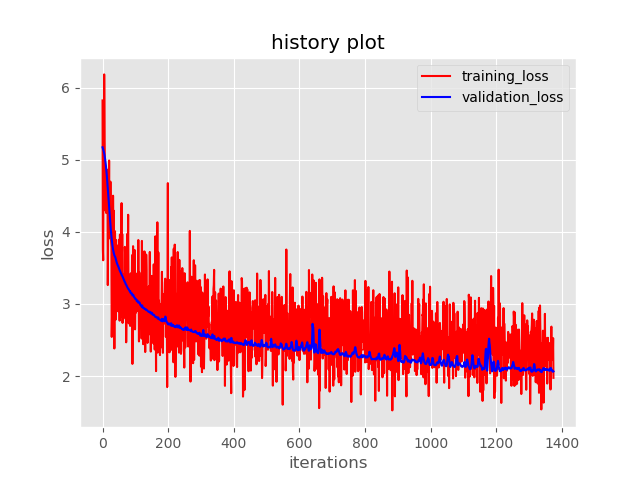 history plot
training_loss
validation_loss
6
5
4
3
2
loss
0 200 400 600 800 1000 1200 1400
iterations